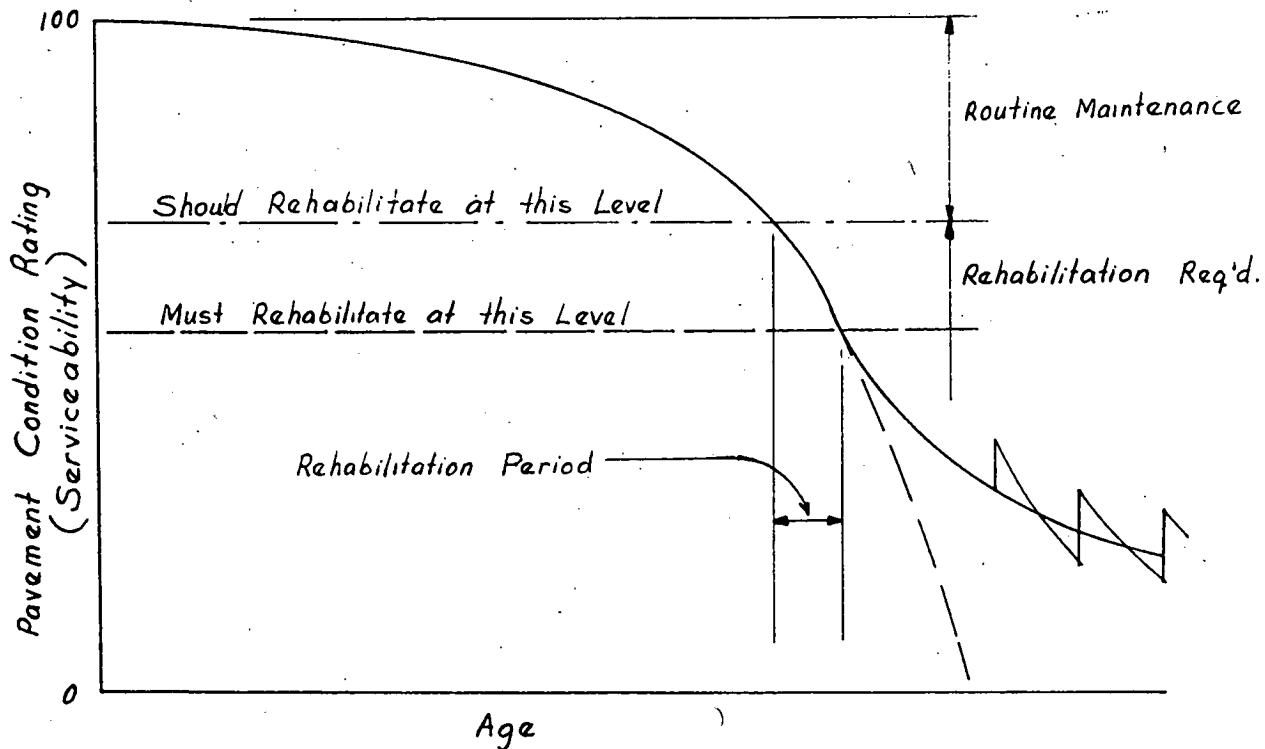 100
Routine Maintenance
Should Rehabilitate at this Level
Rehabilitation Req'd.
Must Rehabilitate at this Level
Rehabilitation Period
Pavement Condition Rating
(Serviceability)
0
Age